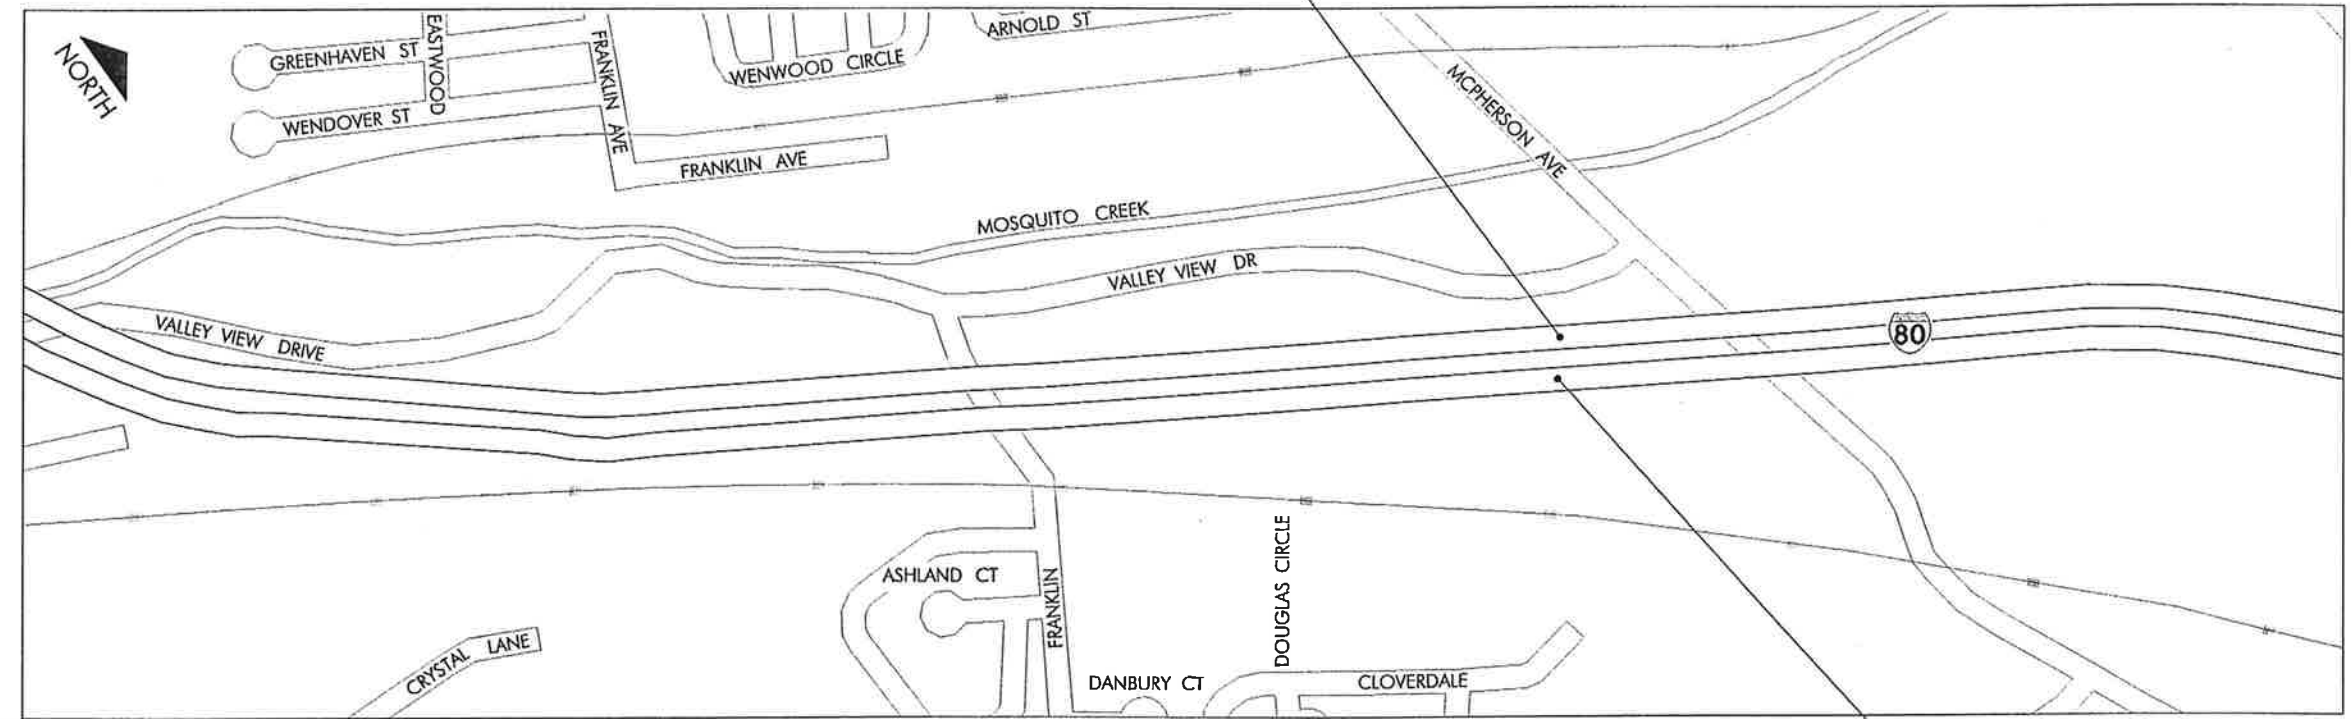 NORTH
GREENHAVEN ST
EASTWOOD
FRANKLIN AVE
WENWOOD CIRCLE
ARNOLD ST
WENDOVER ST
FRANKLIN AVE
MCPHERSON AVE
MOSQUITO CREEK
VALLEY VIEW DR
VALLEY VIEW DRIVE
80
ASHLAND CT
FRANKLIN
DOUGLAS CIRCLE
CRYSTAL LANE
DANBURY CT
CLOVERDALE